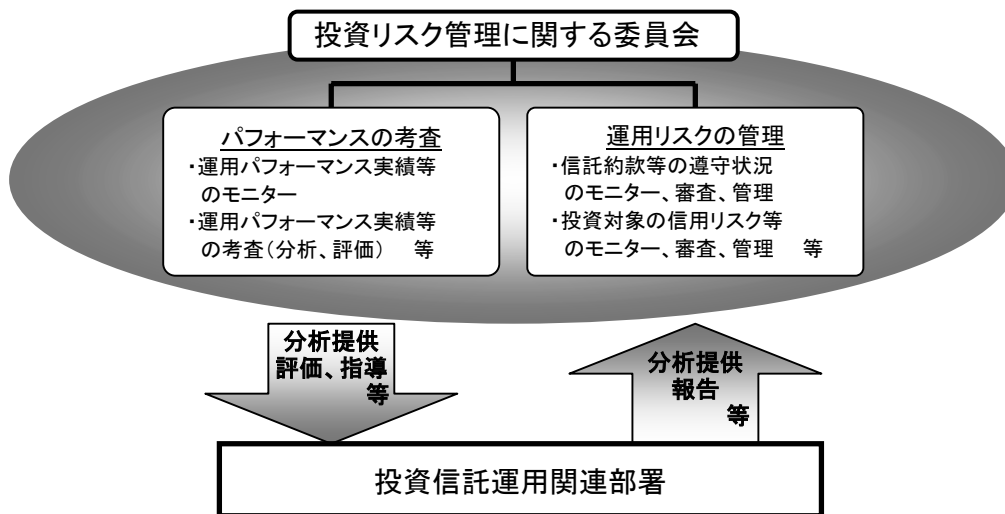 投資リスク管理に関する委員会
パフォーマンスの考査
・運用パフォーマンス実績等
のモニター
・運用パフォーマンス実績等
の考査(分析、評価)　等
運用リスクの管理
・信託約款等の遵守状況
のモニター、審査、管理
・投資対象の信用リスク等
のモニター、審査、管理　等
分析提供
評価、指導
等
分析提供
報告
等
投資信託運用関連部署